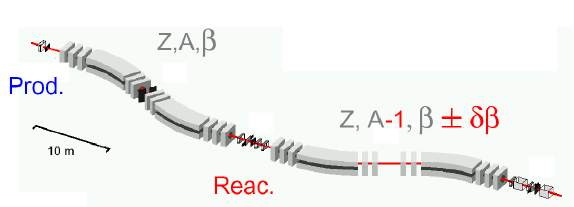 Z,A,β
Prod.
Z, A-1, β ± δβ
10 m
Reac.